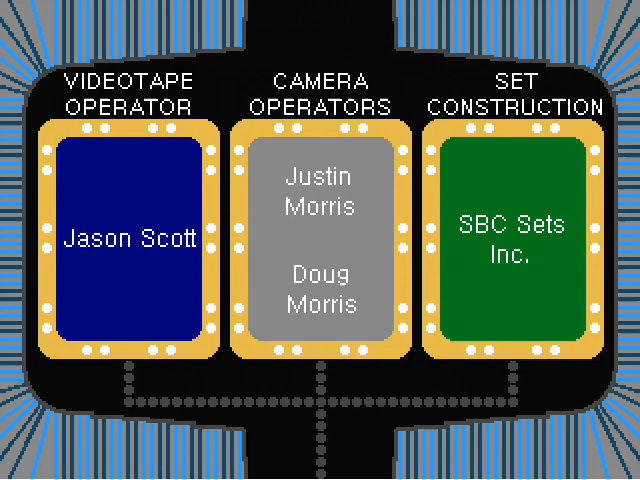 VIDEOTAPE
OPERATOR
Jason Scott
CAMERA
OPERATORS
Justin
Morris
Doug
Morris
SET
CONSTRUCTION
SBC Sets
Inc.